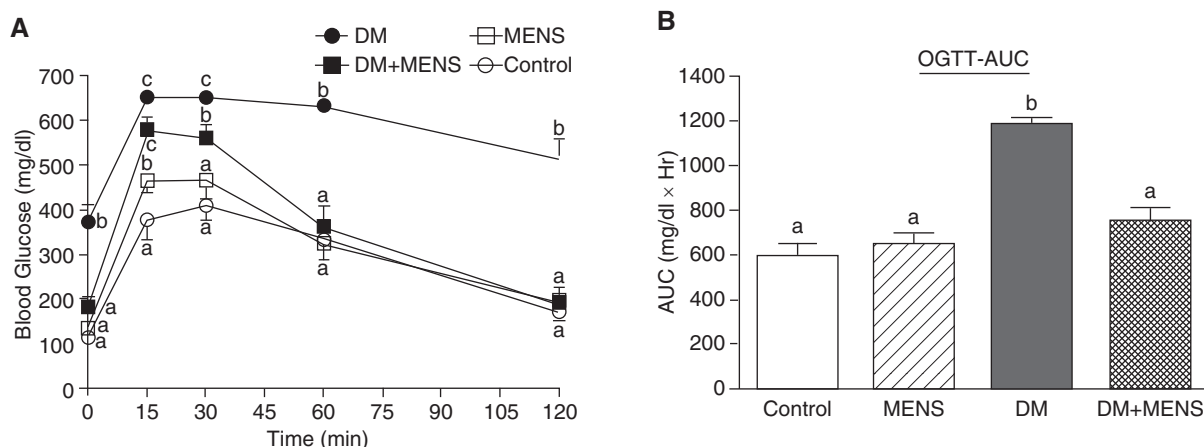 A
DM
MENS
DM+MENS
Control
Blood Glucose (mg/dl)
700
600
500
400
300
200
100
0
c
c
b
b
b
c
b
a
b
a
a
a
a
a
a
a
a
a
b
a
a
0
15
30
45
60
75
90
105
120
Time (min)
B
OGTT-AUC
AUC (mg/dl × Hr)
1400
1200
1000
800
600
400
200
0
a
a
b
a
Control
MENS
DM
DM+MENS